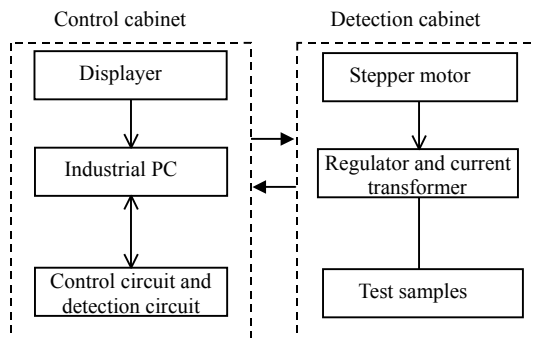 Control cabinet
Displayer
Industrial PC
Control circuit and
detection circuit
Detection cabinet
Stepper motor
Regulator and current
transformer
Test samples